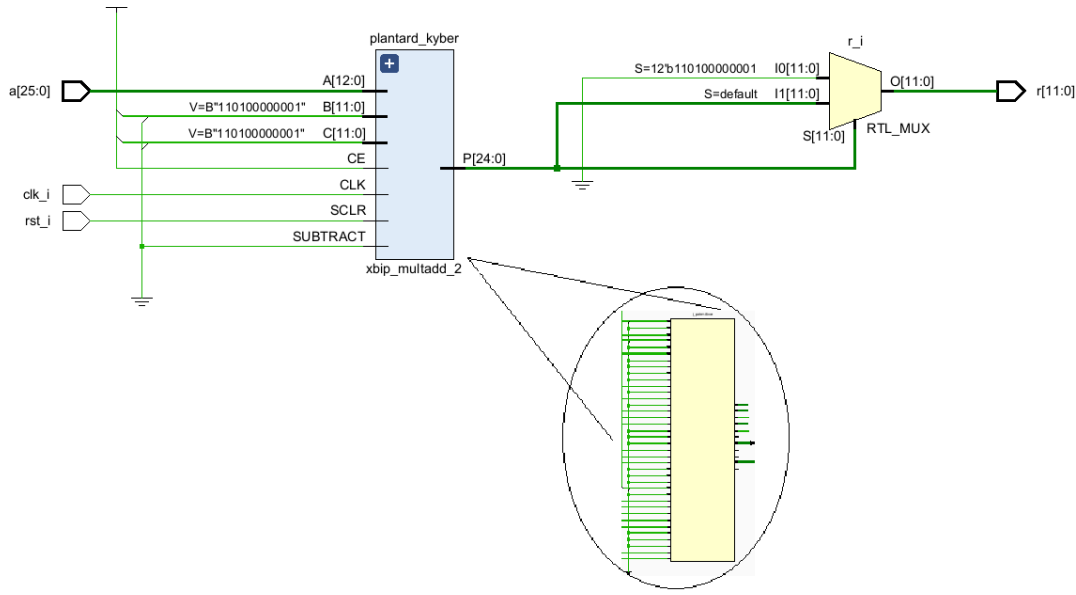 plantard_kyber
a[25:0]
A[12:0]
V=B"110100000001"
B[11:0]
V=B"110100000001"
C[11:0]
CE
clk_i
CLK
rst_i
SCLR
SUBTRACT
P[24:0]
xbip_multadd_2
r_i
S=12'b110100000001
I0[11:0]
S=default
I1[11:0]
O[11:0]
S[11:0]
RTL_MUX
r[11:0]